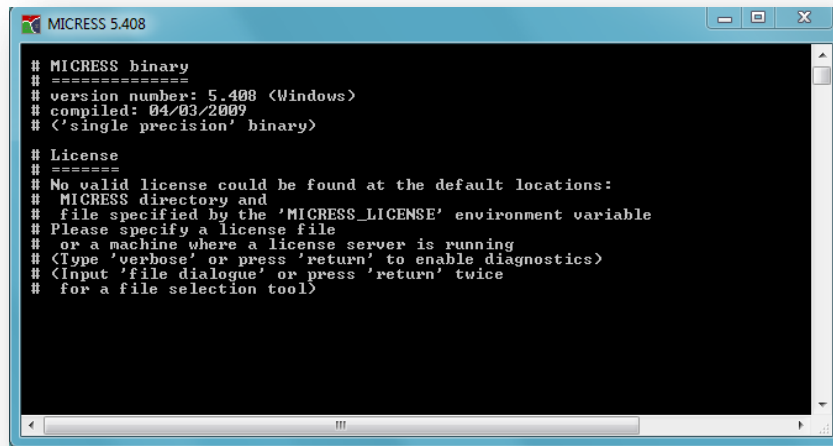 MICRESS 5.408
# MICRESS binary
# ==============
# version number: 5.408 (Windows)
# compiled: 04/03/2009
# ('single precision' binary)
# License
# =======
# No valid license could be found at the default locations:
#  MICRESS directory and
#  file specified by the 'MICRESS_LICENSE' environment variable
# Please specify a license file
#  or a machine where a license server is running
# (Type 'verbose' or press 'return' to enable diagnostics)
# (Input 'file dialogue' or press 'return' twice
#  for a file selection tool)